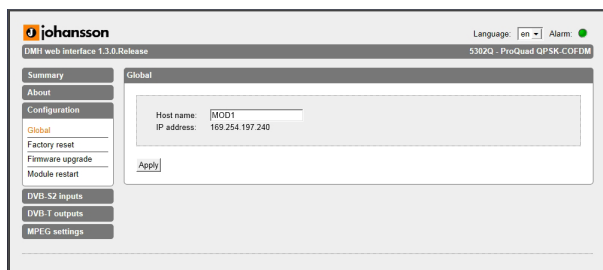 johansson
Language: en Alarm:
DMH web interface 1.3.0.Release 5302Q - ProQuad QPSK-COFDM
Summary
About
Configuration
Global
Factory reset
Firmware upgrade
Module restart
DVB-S2 inputs
DVB-T outputs
MPEG settings
Global
Host name: MOD1
IP address: 169.254.197.240
Apply